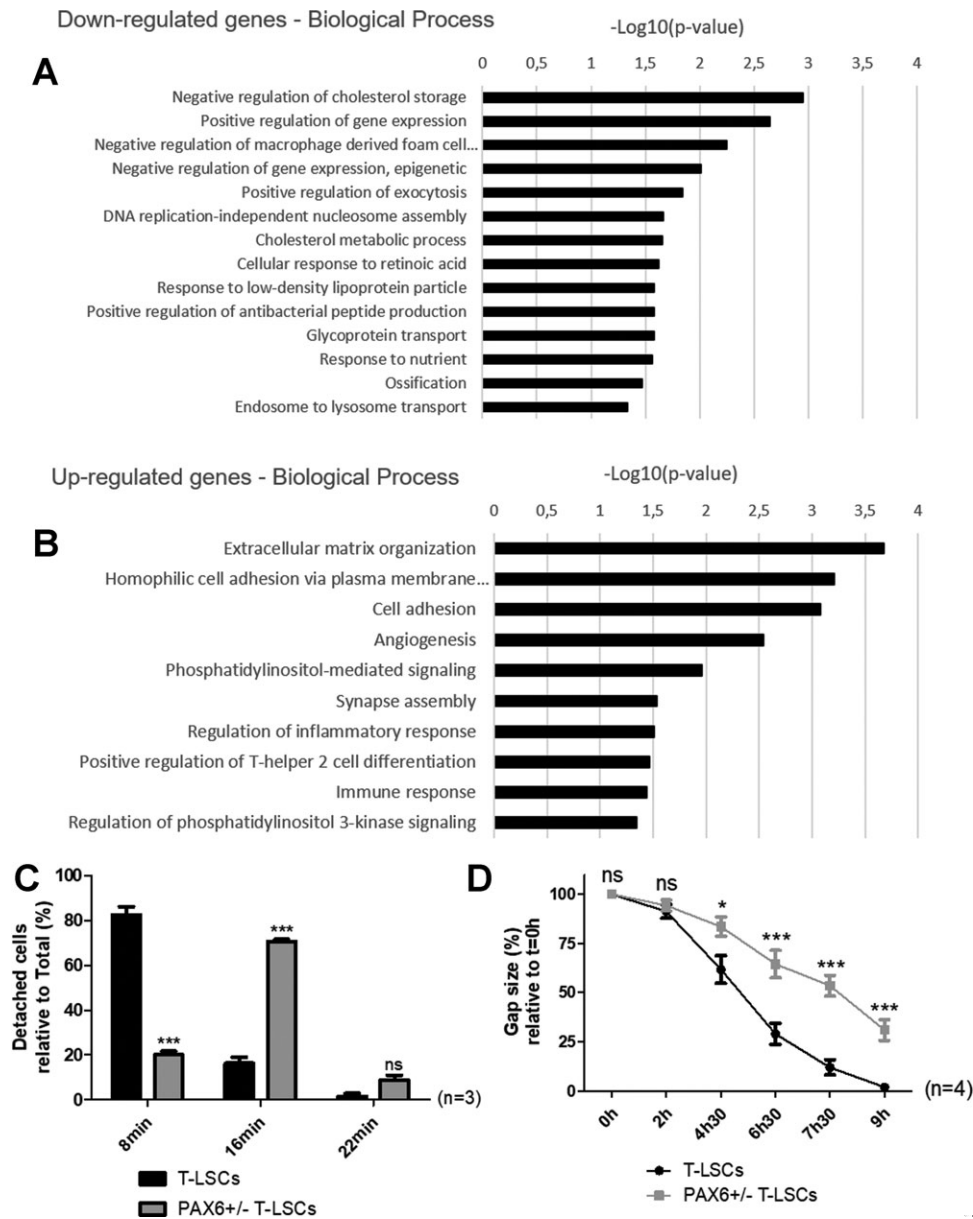 Down-regulated genes - Biological Process
-Log10(p-value)
A
0 0,5 1 1,5 2 2,5 3 3,5 4
Negative regulation of cholesterol storage
Positive regulation of gene expression
Negative regulation of macrophage derived foam cell...
Negative regulation of gene expression, epigenetic
Positive regulation of exocytosis
DNA replication-independent nucleosome assembly
Cholesterol metabolic process
Cellular response to retinoic acid
Response to low-density lipoprotein particle
Positive regulation of antibacterial peptide production
Glycoprotein transport
Response to nutrient
Ossification
Endosome to lysosome transport
Up-regulated genes - Biological Process
-Log10(p-value)
B
0 0,5 1 1,5 2 2,5 3 3,5 4
Extracellular matrix organization
Homophilic cell adhesion via plasma membrane...
Cell adhesion
Angiogenesis
Phosphatidylinositol-mediated signaling
Synapse assembly
Regulation of inflammatory response
Positive regulation of T-helper 2 cell differentiation
Immune response
Regulation of phosphatidylinositol 3-kinase signaling
C
Detached cells
relative to Total (%)
100
80
60
40
20
0
***
***
ns
8min
16min
22min
(n=3)
T-LSCs
PAX6+/- T-LSCs
D
Gap size (%)
relative to t=0h
100
75
50
25
0
ns
ns
*
***
***
***
0h
2h
4h30
6h30
7h30
9h
(n=4)
T-LSCs
PAX6+/- T-LSCs